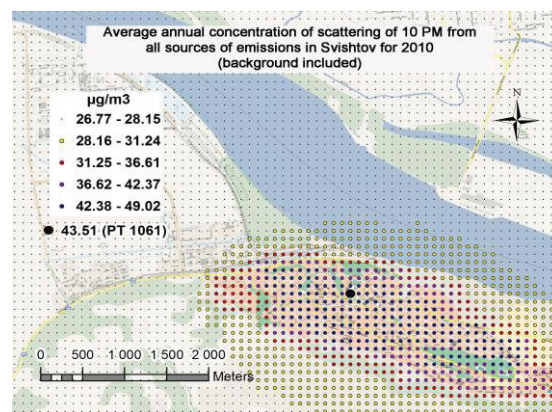 Average annual concentration of scattering of 10 PM from
all sources of emissions in Svishtov for 2010
(background included)
µg/m3
26.77 - 28.15
28.16 - 31.24
31.25 - 36.61
36.62 - 42.37
42.38 - 49.02
43.51 (PT 1061)
N
0 500 1 000 1 500 2 000
Meters